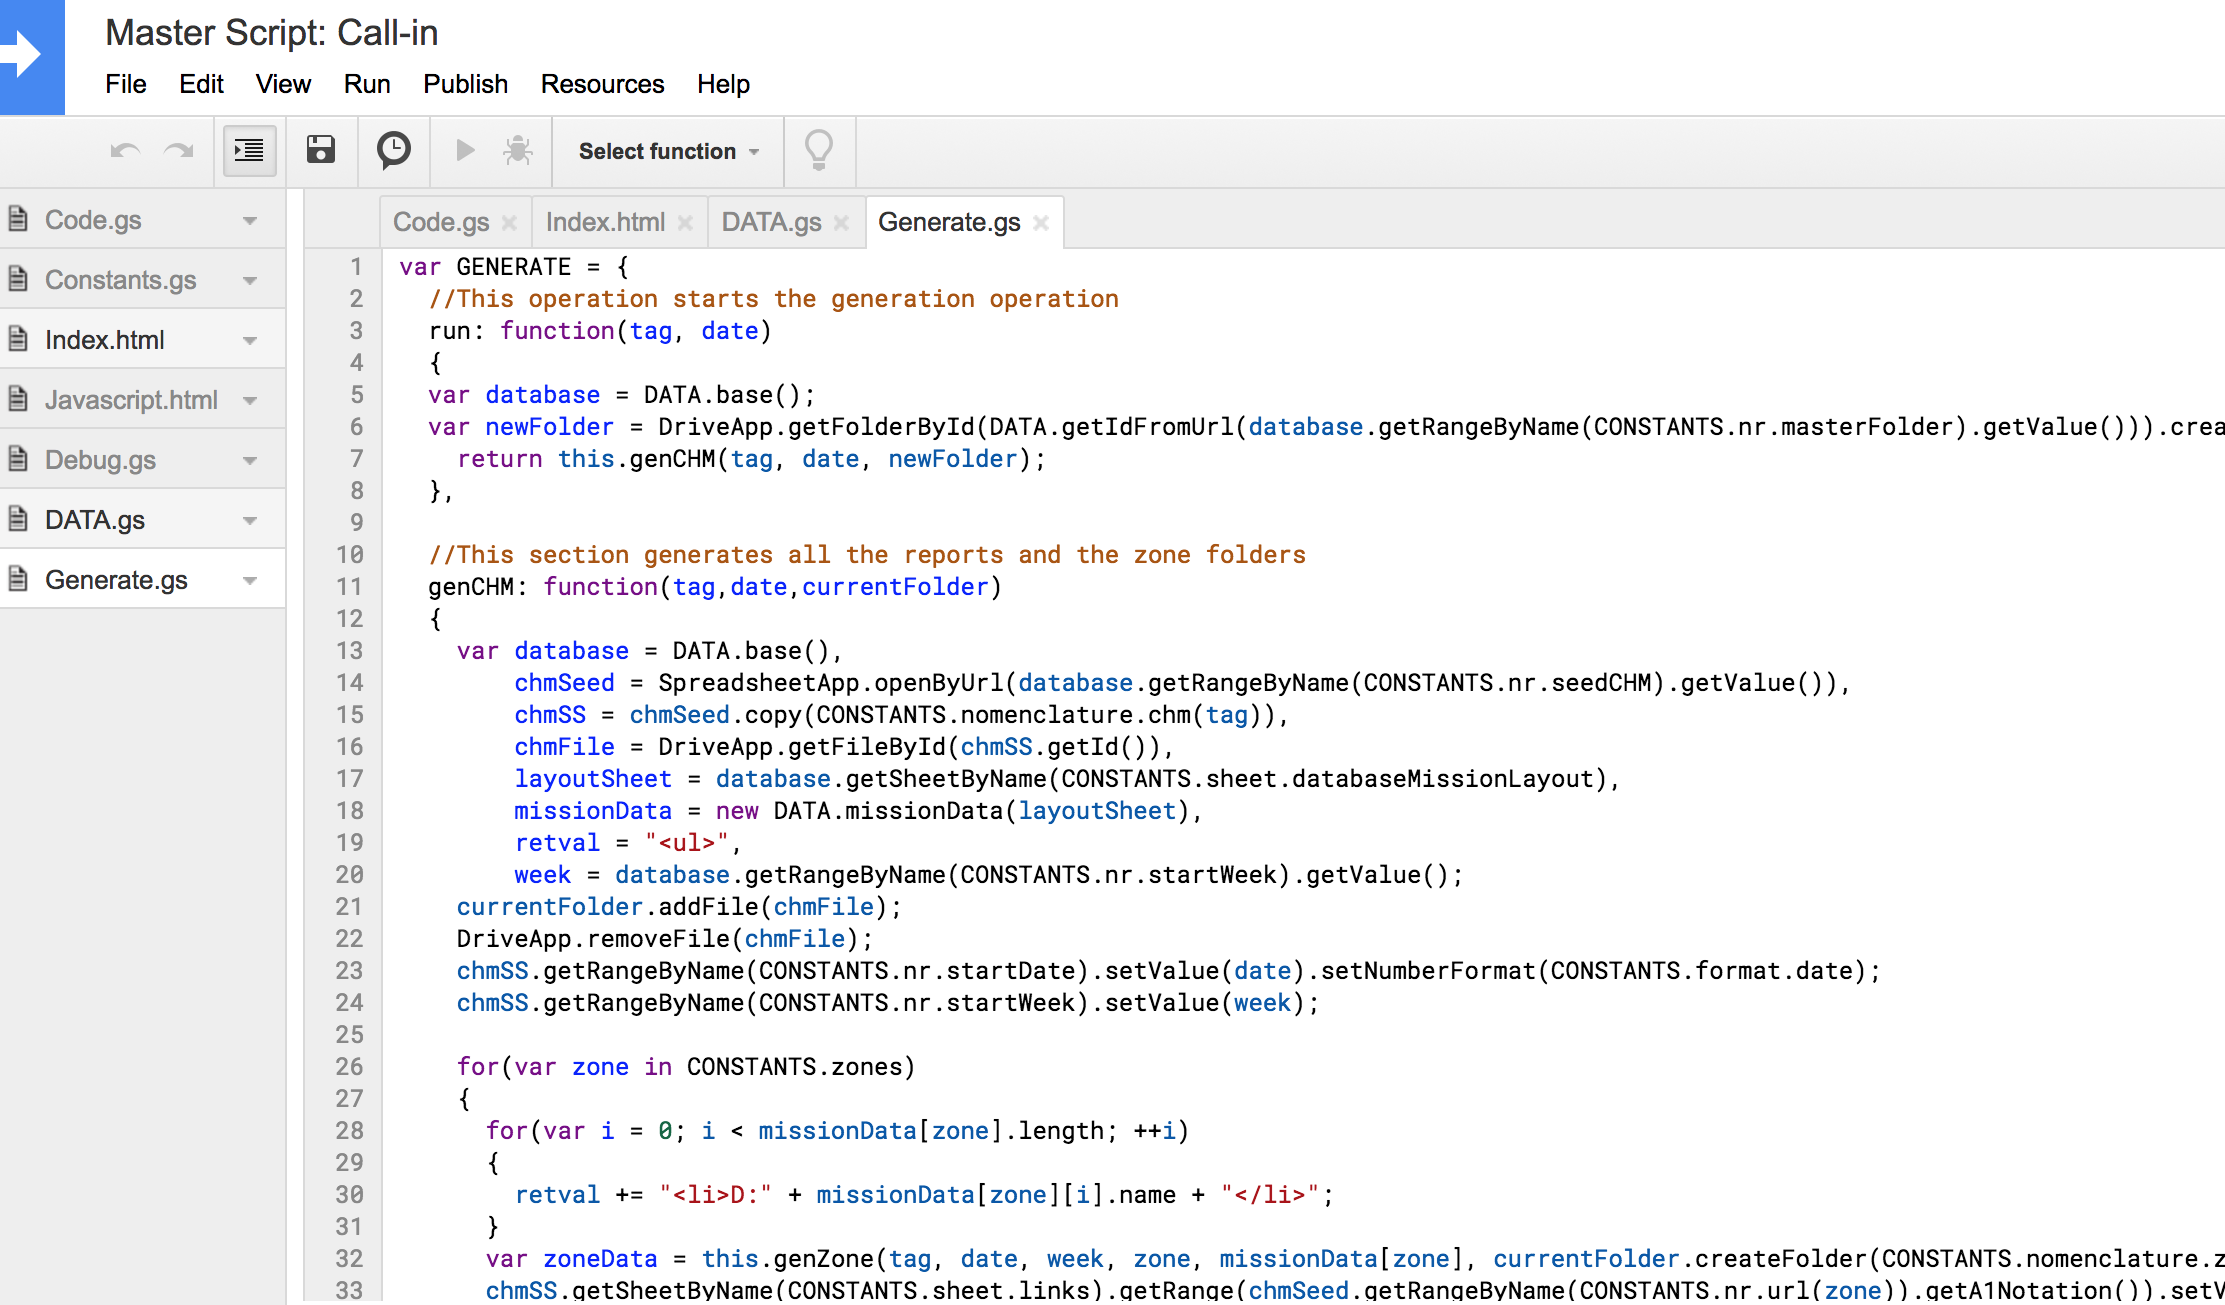 Master Script: Call-in
File Edit View Run Publish Resources Help
Select function
Code.gs
Constants.gs
Index.html
Javascript.html
Debug.gs
DATA.gs
Generate.gs
Code.gs Index.html DATA.gs Generate.gs
1 var GENERATE = {
2 //This operation starts the generation operation
3 run: function(tag, date)
4 {
5 var database = DATA.base();
6 var newFolder = DriveApp.getFolderById(DATA.getIdFromUrl(database.getRangeByName(CONSTANTS.nr.masterFolder).getValue())).crea
7 return this.genCHM(tag, date, newFolder);
8 },
9
10 //This section generates all the reports and the zone folders
11 genCHM: function(tag,date,currentFolder)
12 {
13 var database = DATA.base(),
14 chmSeed = SpreadsheetApp.openByUrl(database.getRangeByName(CONSTANTS.nr.seedCHM).getValue()),
15 chmSS = chmSeed.copy(CONSTANTS.nomenclature.chm(tag)),
16 chmFile = DriveApp.getFileById(chmSS.getId()),
17 layoutSheet = database.getSheetByName(CONSTANTS.sheet.databaseMissionLayout),
18 missionData = new DATA.missionData(layoutSheet),
19 retval = "<ul>",
20 week = database.getRangeByName(CONSTANTS.nr.startWeek).getValue();
21 currentFolder.addFile(chmFile);
22 DriveApp.removeFile(chmFile);
23 chmSS.getRangeByName(CONSTANTS.nr.startDate).setValue(date).setNumberFormat(CONSTANTS.format.date);
24 chmSS.getRangeByName(CONSTANTS.nr.startWeek).setValue(week);
25
26 for(var zone in CONSTANTS.zones)
27 {
28 for(var i = 0; i < missionData[zone].length; ++i)
29 {
30 retval += "<li>D:" + missionData[zone][i].name + "</li>";
31 }
32 var zoneData = this.genZone(tag, date, week, zone, missionData[zone], currentFolder.createFolder(CONSTANTS.nomenclature.z
33 chmSS.getSheetByName(CONSTANTS.sheet.links).getRange(chmSeed.getRangeByName(CONSTANTS.nr.url(zone)).getA1Notation()).setV